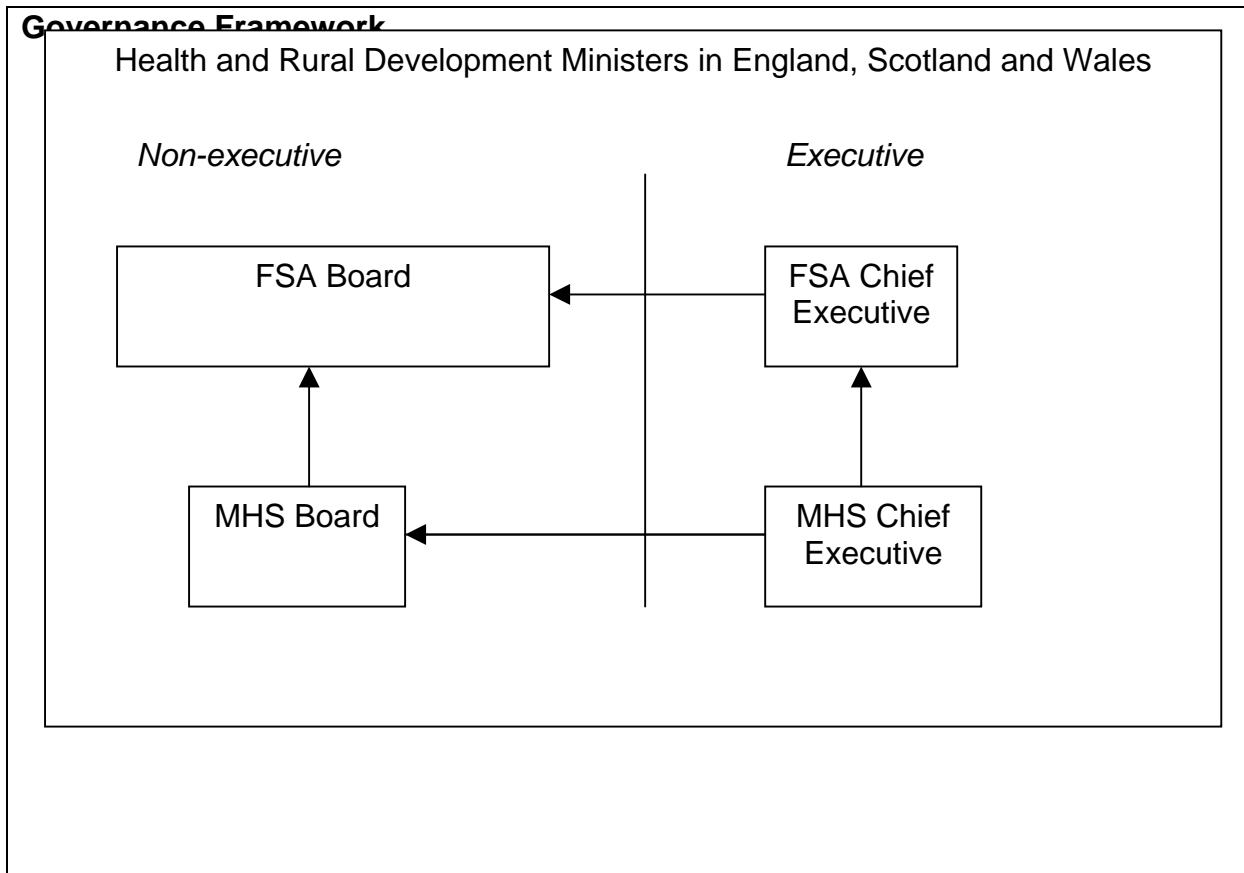 Governance Framework
Health and Rural Development Ministers in England, Scotland and Wales
Non-executive
Executive
FSA Board
FSA Chief
Executive
MHS Board
MHS Chief
Executive